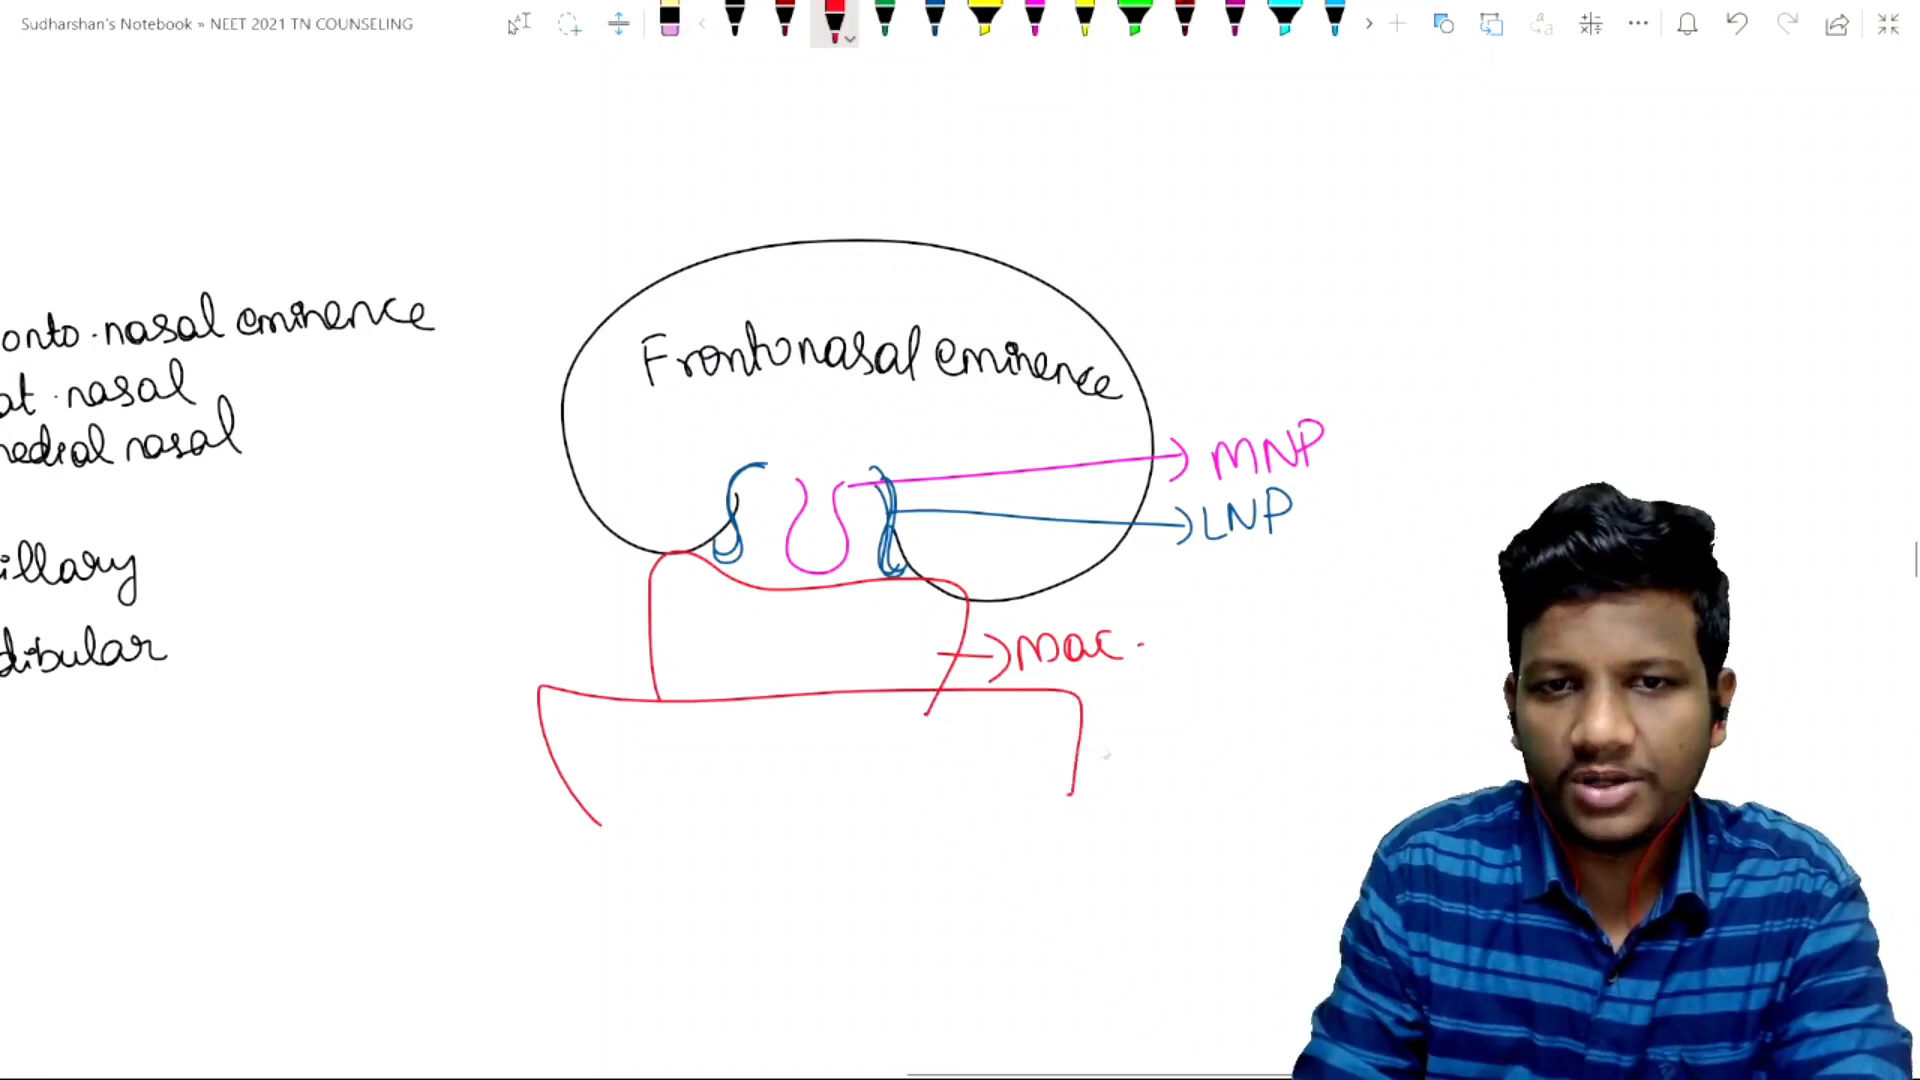 Sudharshan's Notebook » NEET 2021 TN COUNSELING
onto-nasal eminence
at.nasal
medial nasal
illary
dibular
Frontonasal eminence
MNP
LNP
Max.